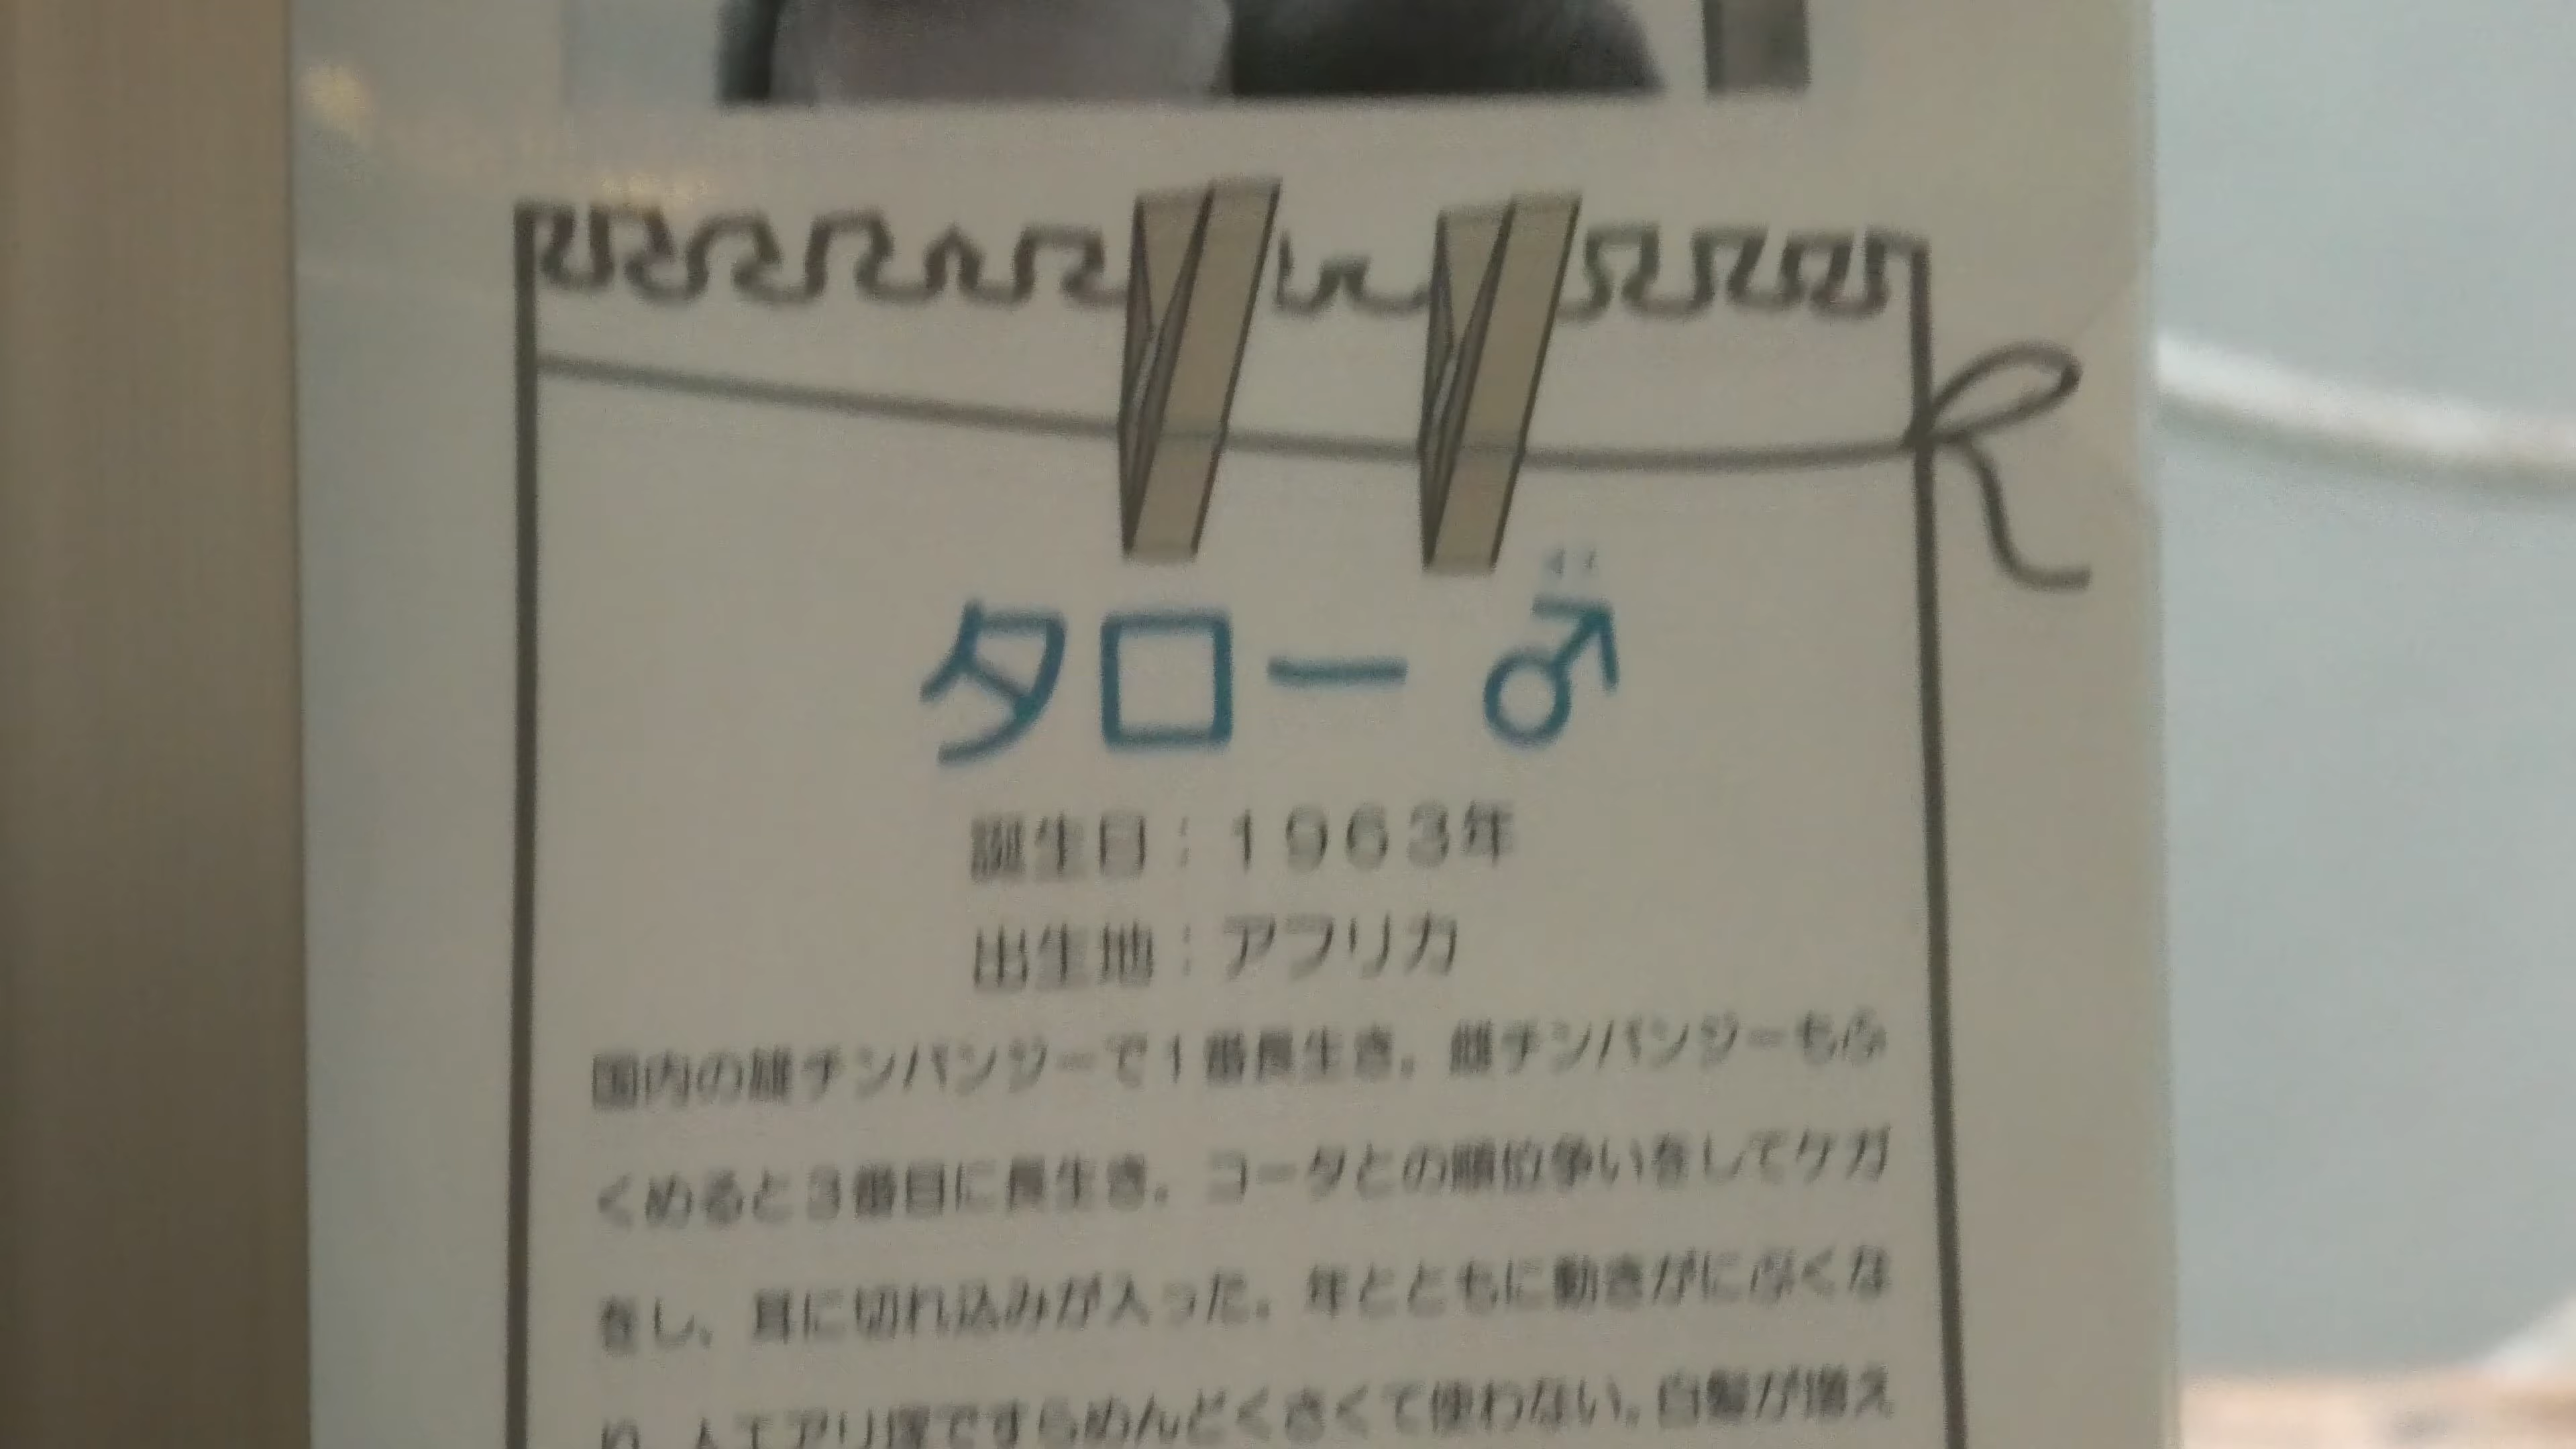 タロー ♂
誕生日：１９６３年
出生地：アフリカ
国内の雄チンパンジーで１番長生き。雌チンパンジーもふ
くめると３番目に長生き。コータとの順位争いをしてケガ
をし、耳に切れ込みが入った。年とともに動きがにぶくな
り、人工アリ塚ですらめんどくさくて使わない。白髪が増え